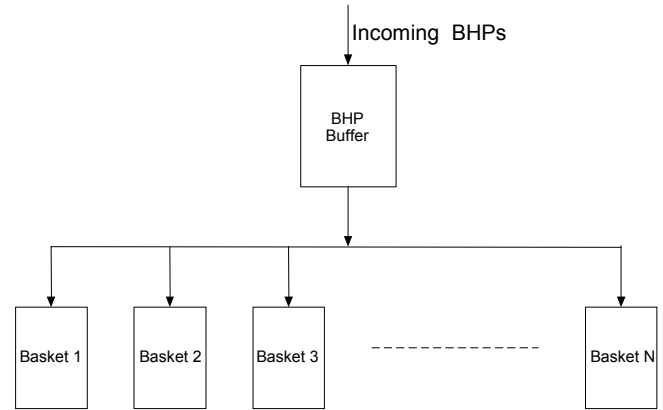 Incoming BHPs
BHP
Buffer
Basket 1
Basket 2
Basket 3
Basket N